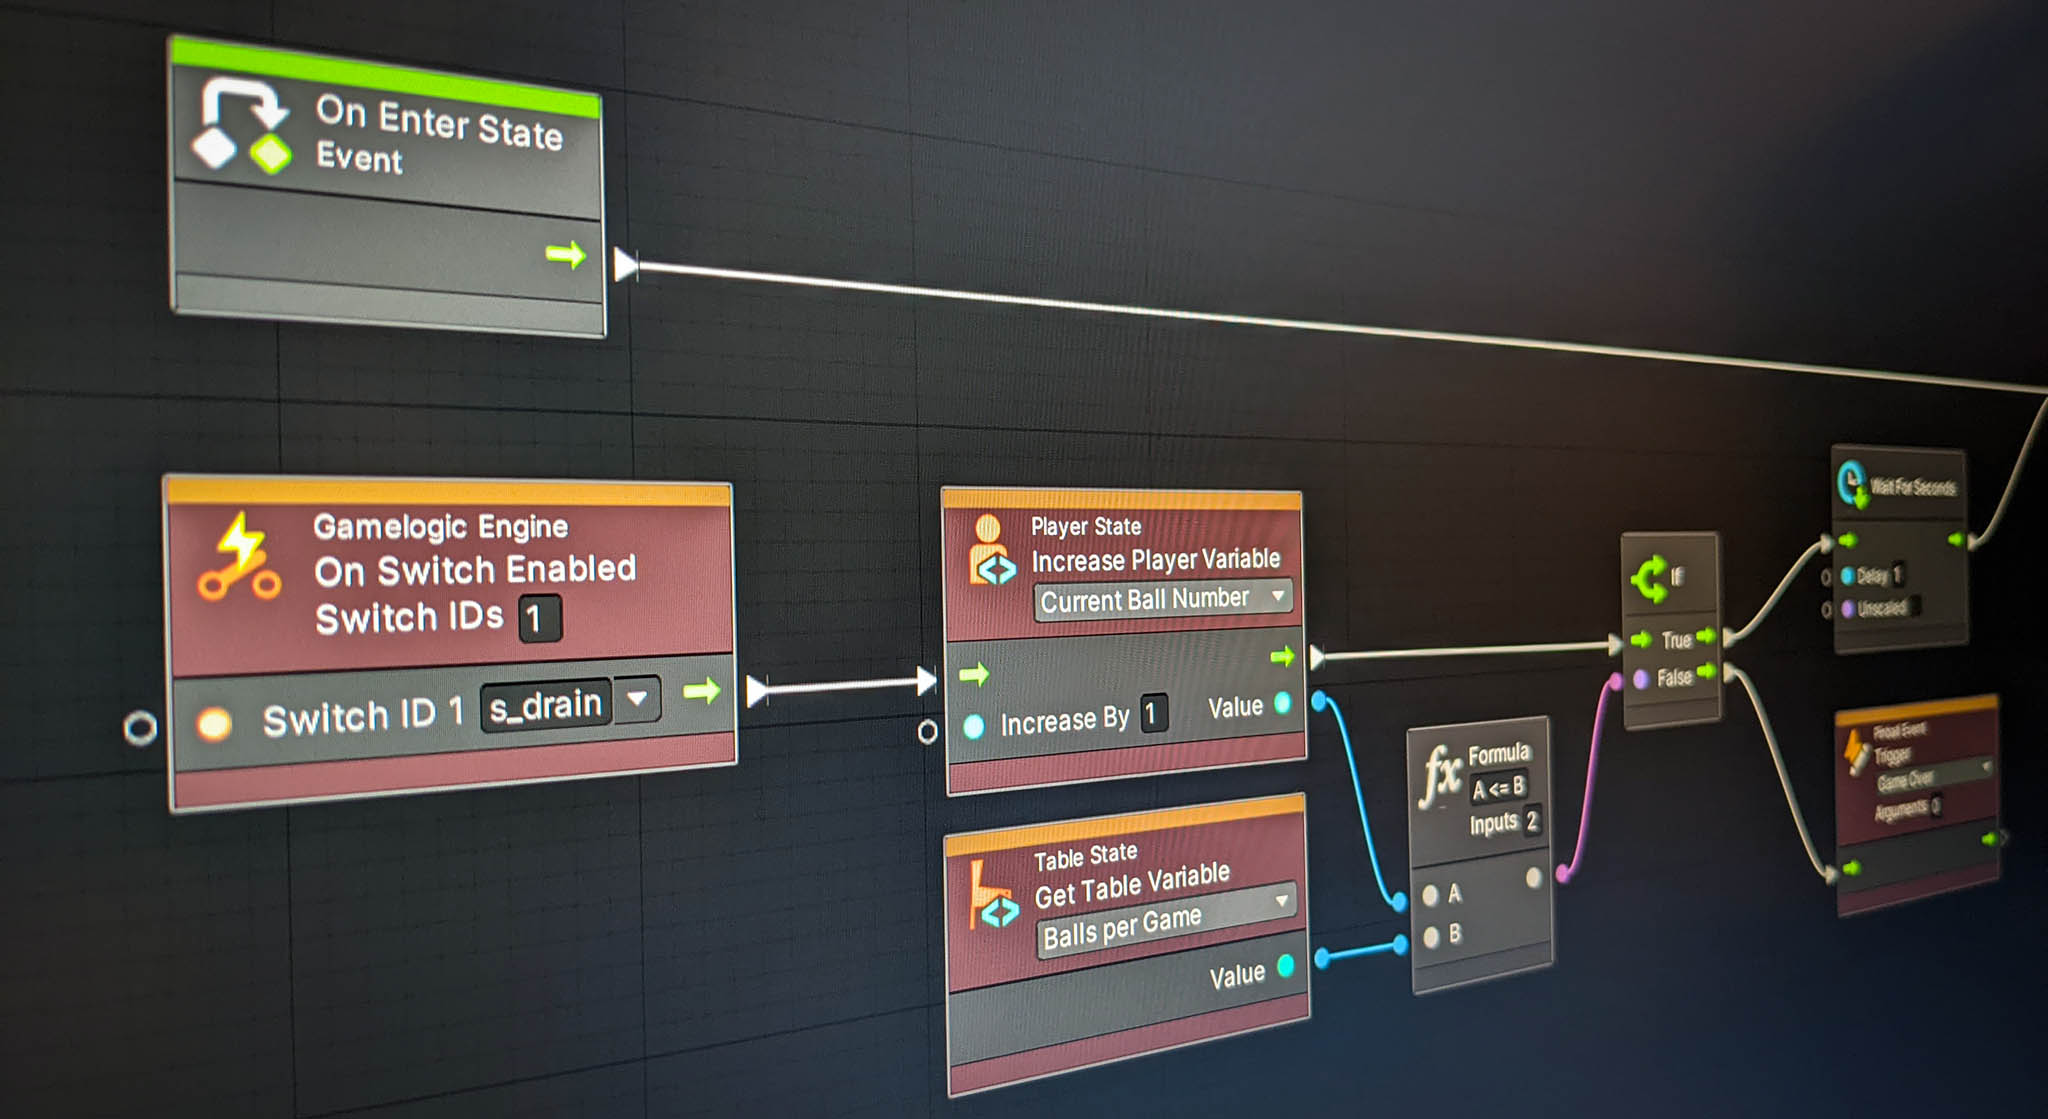 On Enter State
Event
Gamelogic Engine
On Switch Enabled
Switch IDs 1
Switch ID 1 s_drain
Player State
Increase Player Variable
Current Ball Number
Increase By 1 Value
Table State
Get Table Variable
Balls per Game
Value
Formula
A <= B
Inputs 2
A
B
If
True
False
Wait For Seconds
Delay 1
Unscaled
Pinball Event
Trigger
Game Over
Arguments 0